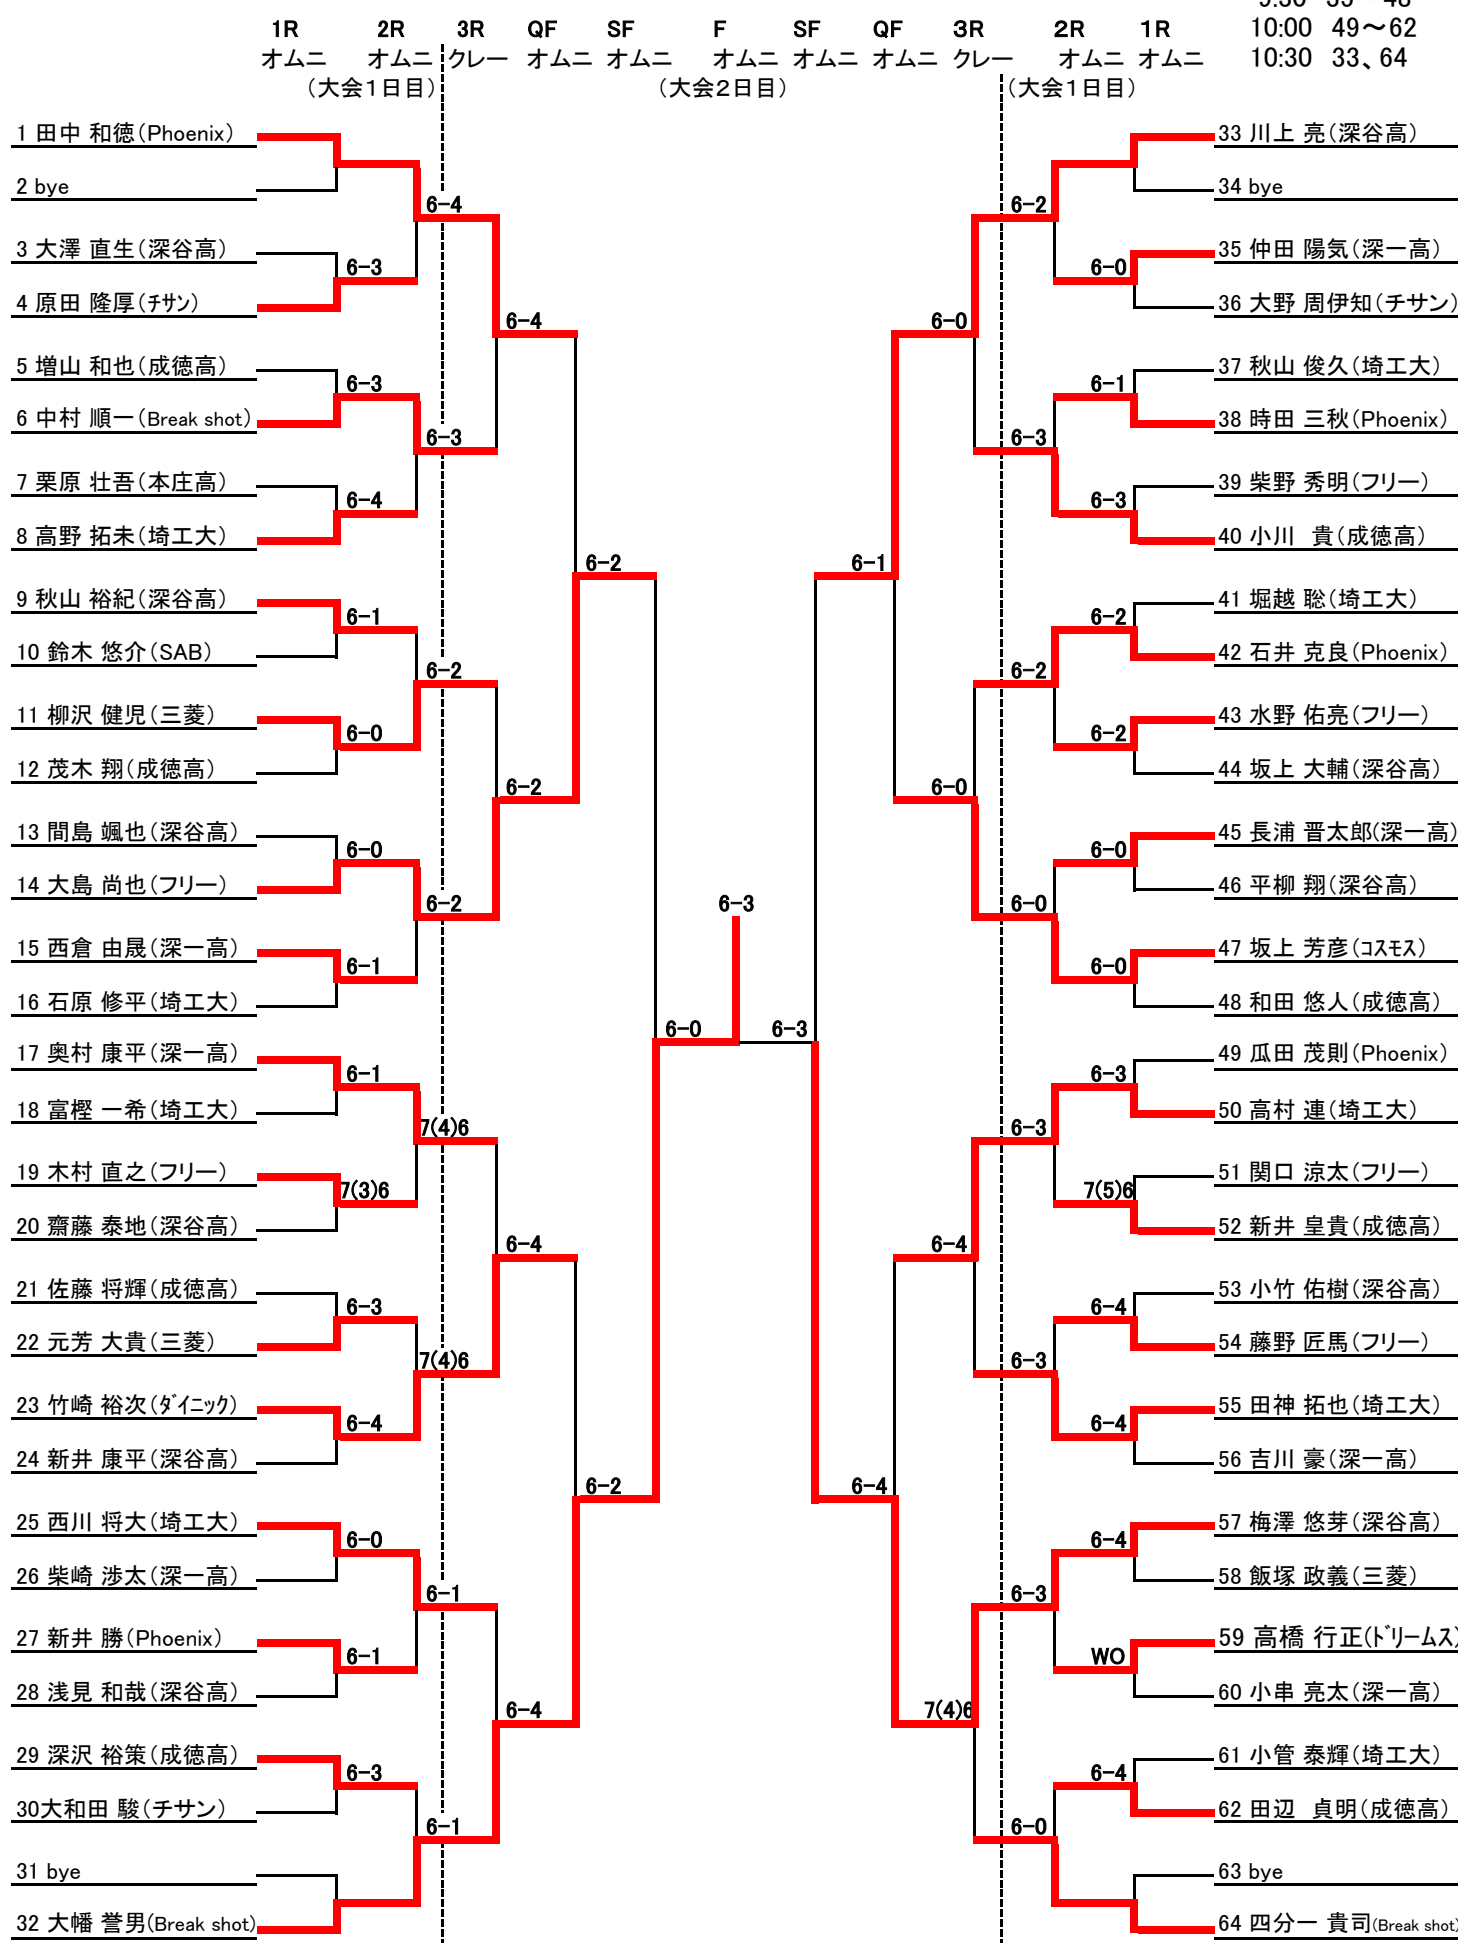 9:30 39～48
1R 2R 3R QF SF F SF QF 3R 2R 1R 10:00 49～62
オムニ オムニ クレー オムニ オムニ オムニ オムニ オムニ クレー オムニ オムニ 10:30 33、64
（大会１日目） （大会２日目） （大会１日目）
1 田中 和徳（Phoenix） 33 川上 亮（深谷高）
2 bye 34 bye
6-4 6-2
3 大澤 直生（深谷高） 35 仲田 陽気（深一高）
6-3 6-0
4 原田 隆厚（ﾁｻﾝ） 36 大野 周伊知（チサン）
6-4 6-0
5 増山 和也（成徳高） 37 秋山 俊久（埼工大）
6-3 6-1
6 中村 順一（Break shot） 38 時田 三秋（Phoenix）
6-3 6-3
7 栗原 壮吾（本庄高） 39 柴野 秀明（フリー）
6-4 6-3
8 高野 拓未（埼工大） 40 小川　貴（成徳高）
6-2 6-1
9 秋山 裕紀（深谷高） 41 堀越 聡（埼工大）
6-1 6-2
10 鈴木 悠介（SAB） 42 石井 克良（Phoenix）
6-2 6-2
11 柳沢 健児（三菱） 43 水野 佑亮（フリー）
6-0 6-2
12 茂木 翔（成徳高） 44 坂上 大輔（深谷高）
6-2 6-0
13 間島 颯也（深谷高） 45 長浦 晋太郎(深一高）
6-0 6-0
14 大島 尚也（フリー） 46 平柳 翔（深谷高）
6-2 6-3 6-0
15 西倉 由晟（深一高） 47 坂上 芳彦（ｺｽﾓｽ）
6-1 6-0
16 石原 修平（埼工大） 48 和田 悠人（成徳高）
6-0 6-3
17 奥村 康平（深一高） 49 瓜田 茂則（Phoenix）
6-1 6-3
18 富樫 一希（埼工大） 50 高村 連（埼工大）
7(4)6 6-3
19 木村 直之（フリー） 51 関口 涼太（フリー）
7(3)6 7(5)6
20 齋藤 泰地（深谷高） 52 新井 皇貴（成徳高）
6-4 6-4
21 佐藤 将輝（成徳高） 53 小竹 佑樹（深谷高）
6-3 6-4
22 元芳 大貴（三菱） 54 藤野 匠馬（フリー）
7(4)6 6-3
23 竹崎 裕次（ﾀﾞｲﾆｯｸ） 55 田神 拓也（埼工大）
6-4 6-4
24 新井 康平（深谷高） 56 吉川 豪（深一高）
6-2 6-4
25 西川 将大（埼工大） 57 梅澤 悠芽（深谷高）
6-0 6-4
26 柴崎 渉太（深一高） 58 飯塚 政義（三菱）
6-1 6-3
27 新井 勝（Phoenix） 59 高橋 行正(ﾄﾞﾘｰﾑｽ）
6-1 WO
28 浅見 和哉（深谷高） 60 小串 亮太（深一高）
6-4 7(4)6
29 深沢 裕策（成徳高） 61 小管 泰輝（埼工大）
6-3 6-4
30大和田 駿（チサン） 62 田辺　貞明（成徳高）
6-1 6-0
31 bye 63 bye
32 大幡 誉男(Break shot) 64 四分一 貴司(Break shot)